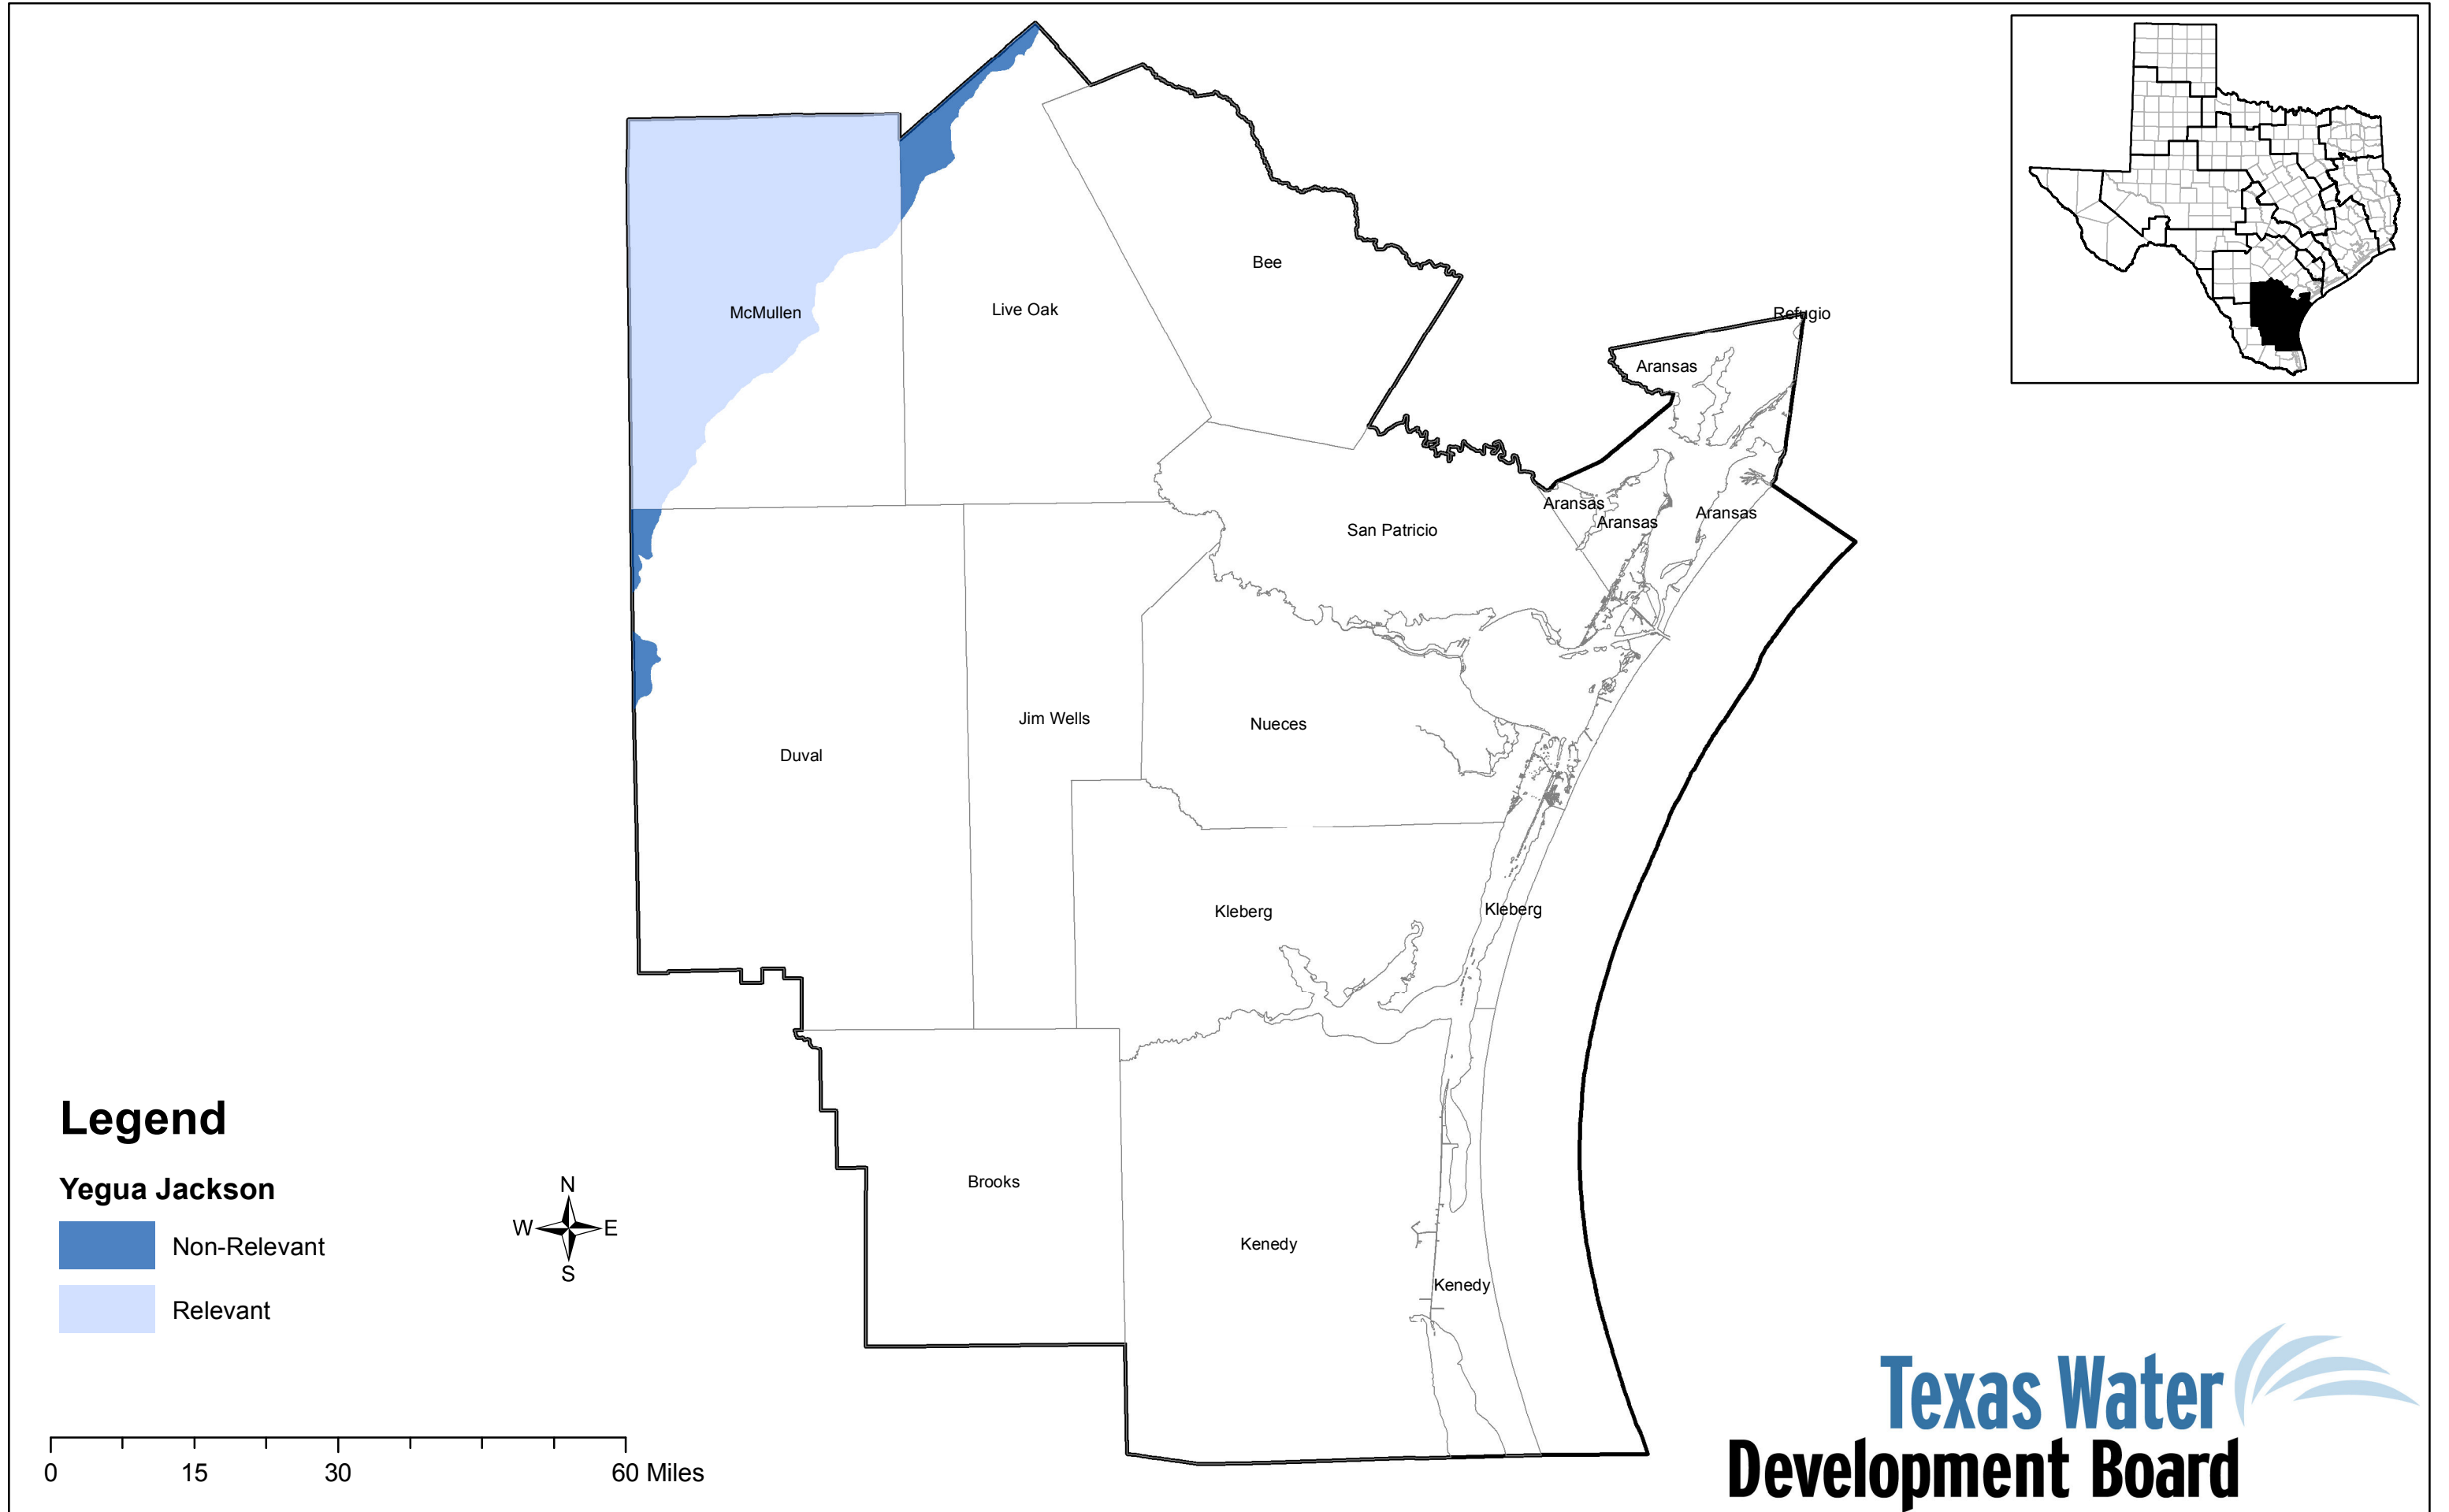 Bee
Live Oak
McMullen
Refugio
Aransas
Aransas
Aransas
Aransas
San Patricio
Jim Wells
Nueces
Duval
Kleberg
Kleberg
Brooks
Kenedy
Kenedy
Legend
Yegua Jackson
Non-Relevant
Relevant
N
W E
S
0 15 30 60 Miles
Texas Water
Development Board